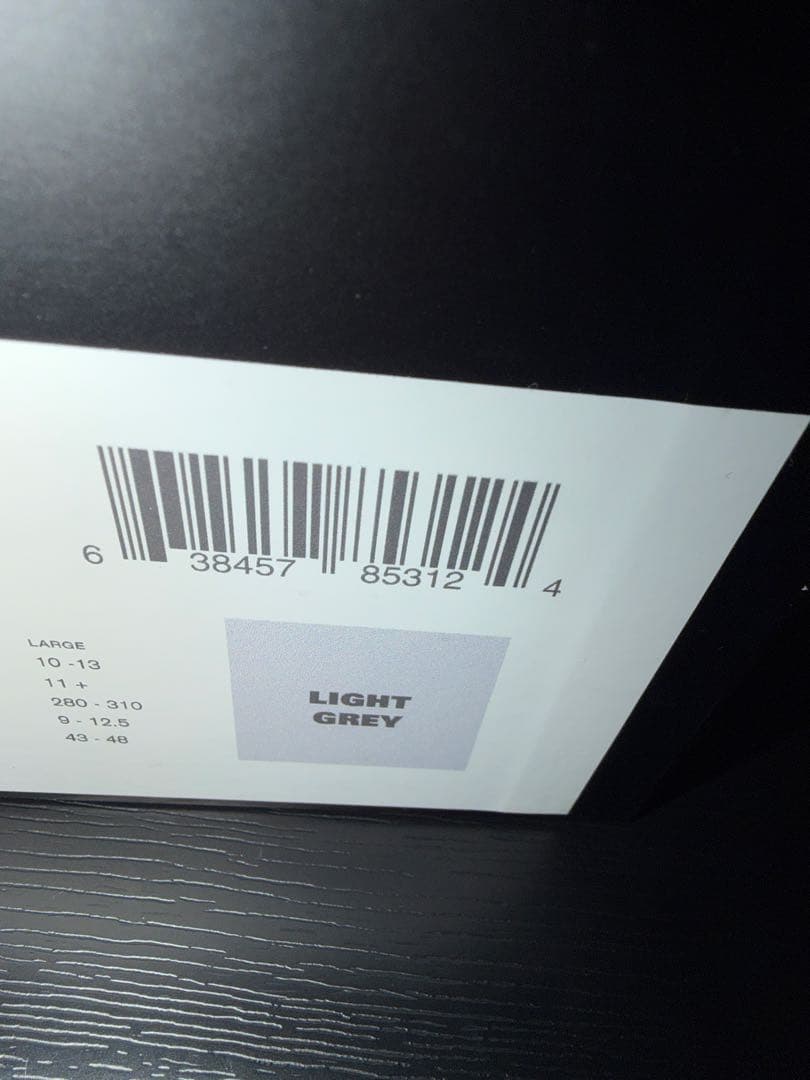 6 38457 85312 4
LARGE
10 -13
11 +
280 - 310
9 - 12.5
43 - 48
LIGHT
GREY